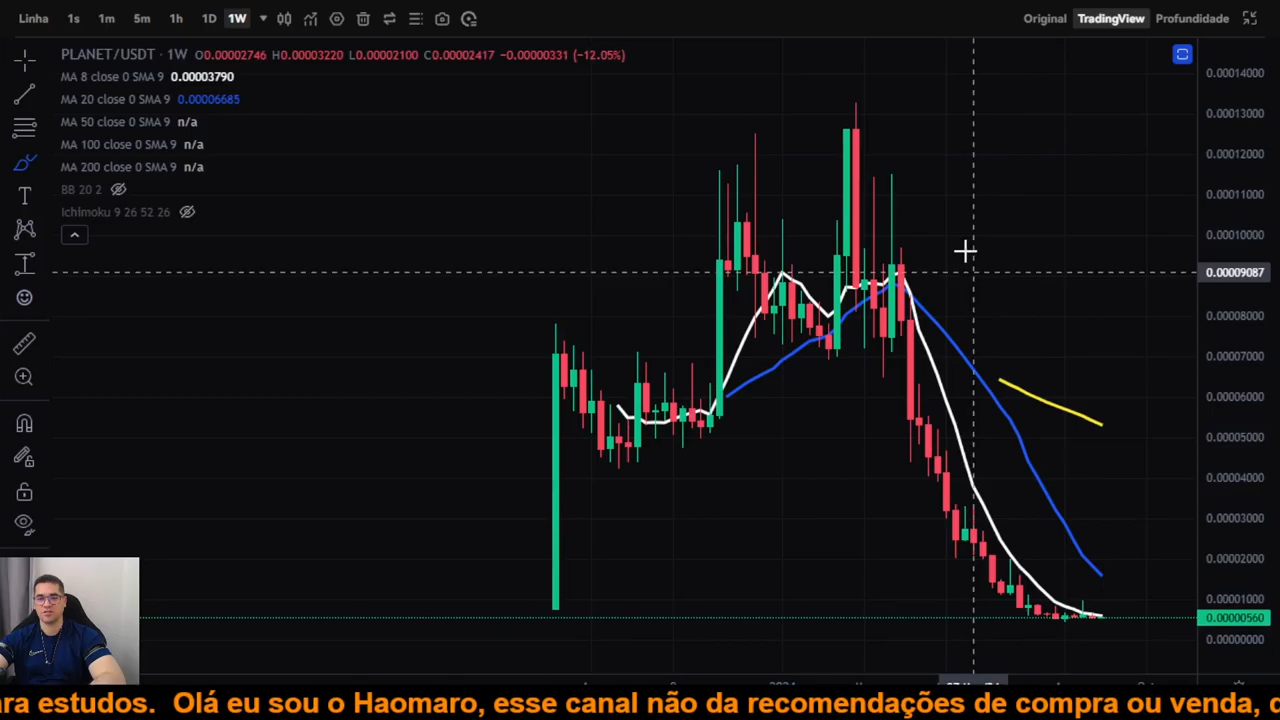 Linha 1s 1m 5m 1h 1D 1W Original TradingView Profundidade
PLANET/USDT · 1W O0.00002746 H0.00003220 L0.00002100 C0.00002417 −0.00000331 (−12.05%)
MA 8 close 0 SMA 9 0.00003790
MA 20 close 0 SMA 9 0.00006685
MA 50 close 0 SMA 9 n/a
MA 100 close 0 SMA 9 n/a
MA 200 close 0 SMA 9 n/a
BB 20 2
Ichimoku 9 26 52 26
0.00014000
0.00013000
0.00012000
0.00011000
0.00010000
0.00009087
0.00008000
0.00007000
0.00006000
0.00005000
0.00004000
0.00003000
0.00002000
0.00001000
0.00000560
0.00000000
2024
ra estudos. Olá eu sou o Haomaro, esse canal não da recomendações de compra ou venda,